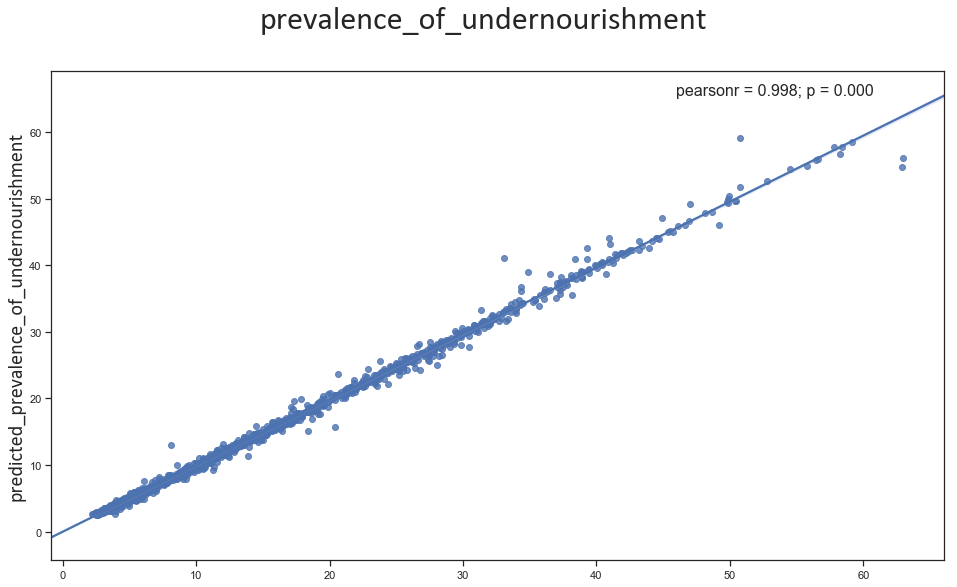 prevalence_of_undernourishment
pearsonr = 0.998; p = 0.000
predicted_prevalence_of_undernourishment
60
50
40
30
20
10
0
0 10 20 30 40 50 60